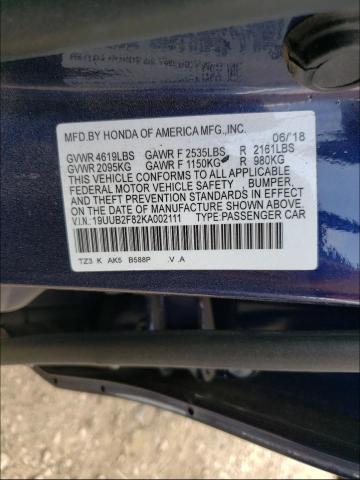 MFD.BY HONDA OF AMERICA MFG.,INC. 06/18
GVWR 4619LBS GAWR F 2535LBS R 2161LBS
GVWR 2095KG GAWR F 1150KG R 980KG
THIS VEHICLE CONFORMS TO ALL APPLICABLE
FEDERAL MOTOR VEHICLE SAFETY, BUMPER,
AND THEFT PREVENTION STANDARDS IN EFFECT
ON THE DATE OF MANUFACTURE SHOWN ABOVE.
V.I.N.:19UUB2F82KA002111 TYPE:PASSENGER CAR
TZ3 K AK5 B588P .V .A